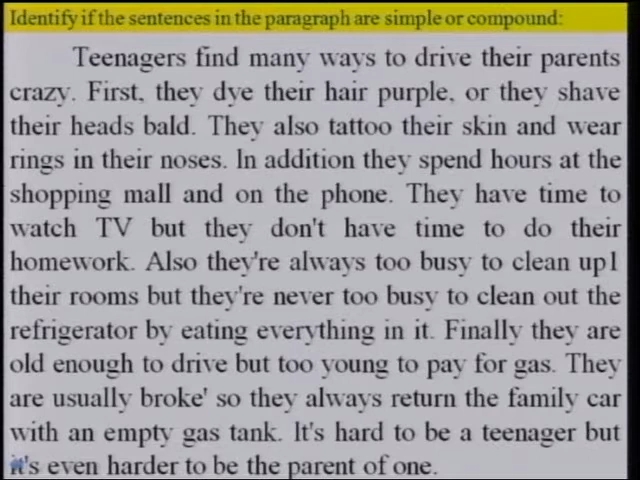 Identify if the sentences in the paragraph are simple or compound:
Teenagers find many ways to drive their parents
crazy. First, they dye their hair purple, or they shave
their heads bald. They also tattoo their skin and wear
rings in their noses. In addition they spend hours at the
shopping mall and on the phone. They have time to
watch TV but they don't have time to do their
homework. Also they're always too busy to clean up1
their rooms but they're never too busy to clean out the
refrigerator by eating everything in it. Finally they are
old enough to drive but too young to pay for gas. They
are usually broke' so they always return the family car
with an empty gas tank. It's hard to be a teenager but
it's even harder to be the parent of one.